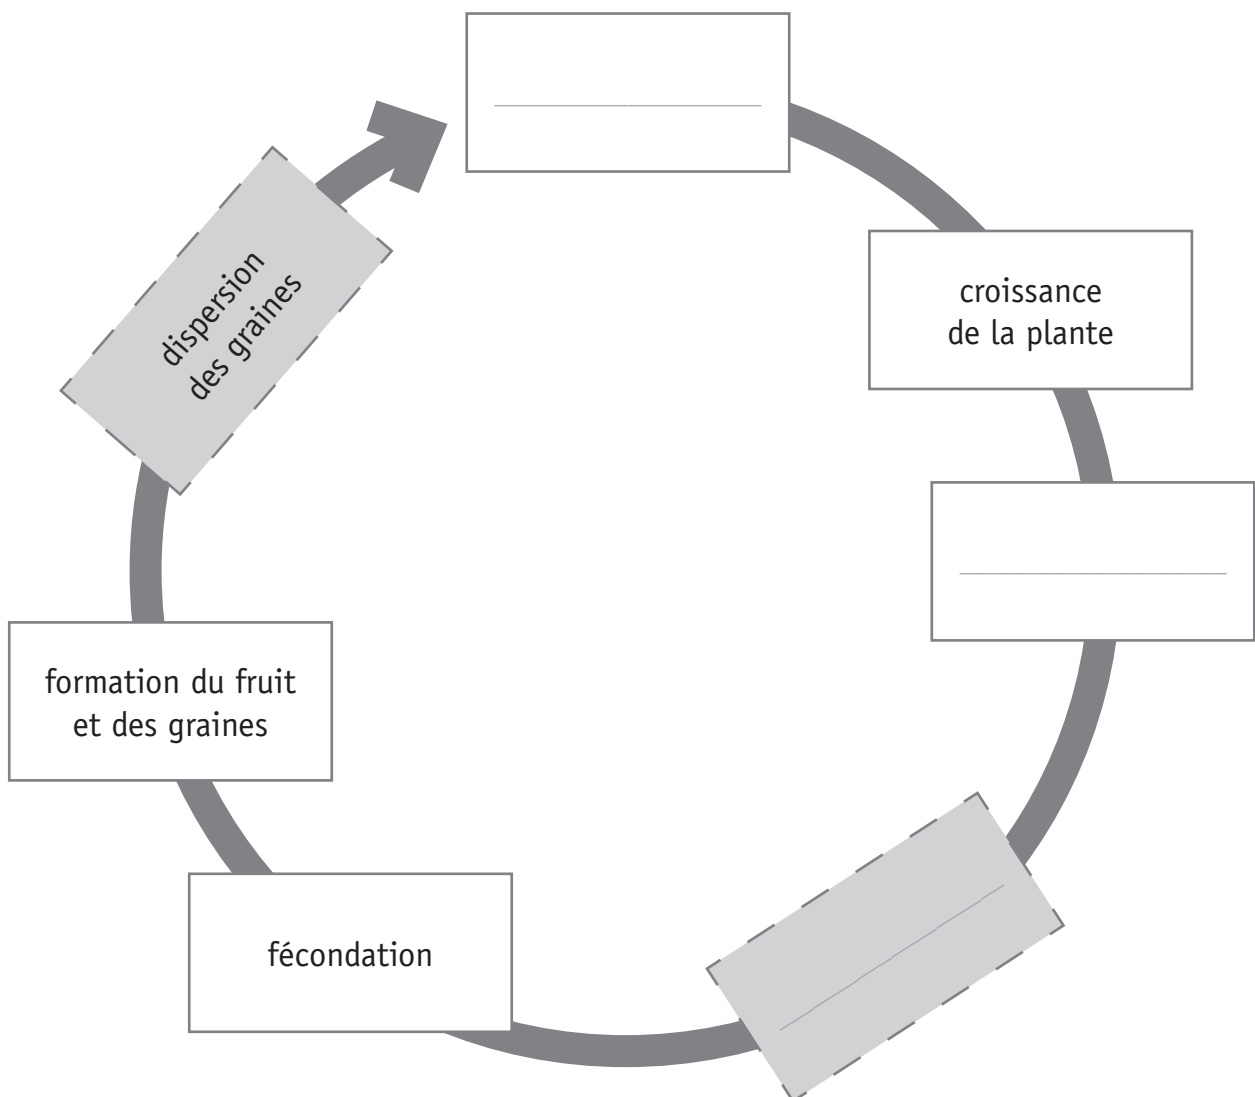 croissance
de la plante
dispersion
des graines
formation du fruit
et des graines
fécondation